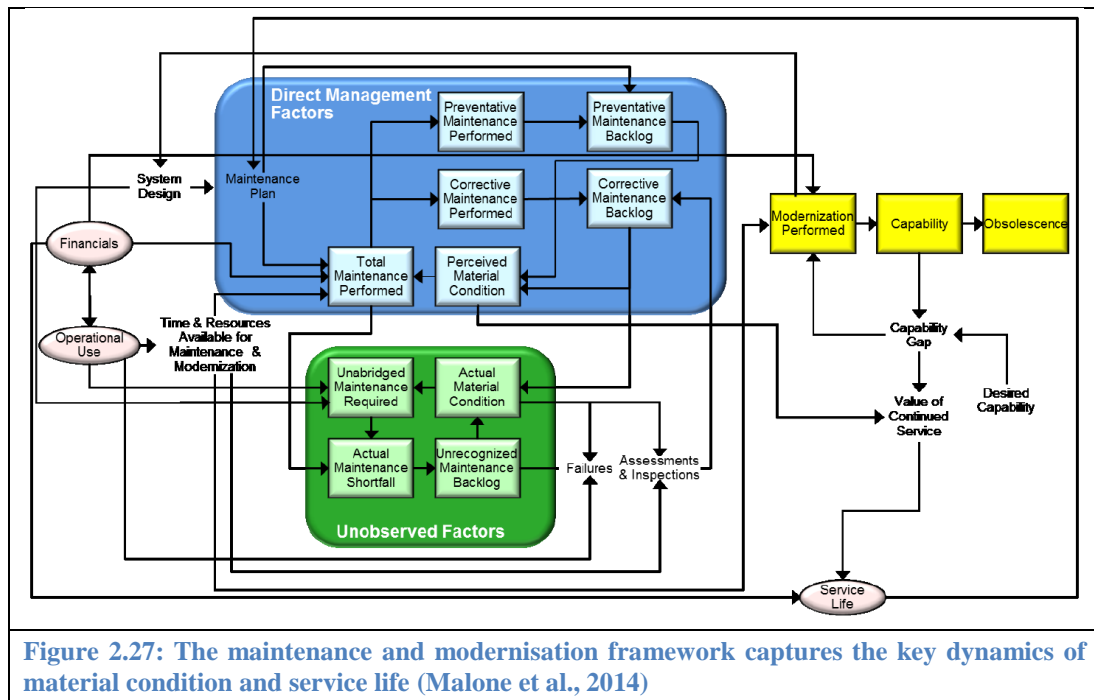 Direct Management
Factors
Preventative
Maintenance
Performed
Preventative
Maintenance
Backlog
System
Design
Maintenance
Plan
Corrective
Maintenance
Performed
Corrective
Maintenance
Backlog
Modernization
Performed
Capability
Obsolescence
Financials
Total
Maintenance
Performed
Perceived
Material
Condition
Operational
Use
Time & Resources
Available for
Maintenance &
Modernization
Capability
Gap
Desired
Capability
Value of
Continued
Service
Unabridged
Maintenance
Required
Actual
Material
Condition
Actual
Maintenance
Shortfall
Unrecognized
Maintenance
Backlog
Failures
Assessments
& Inspections
Unobserved Factors
Service
Life
Figure 2.27: The maintenance and modernisation framework captures the key dynamics of
material condition and service life (Malone et al., 2014)